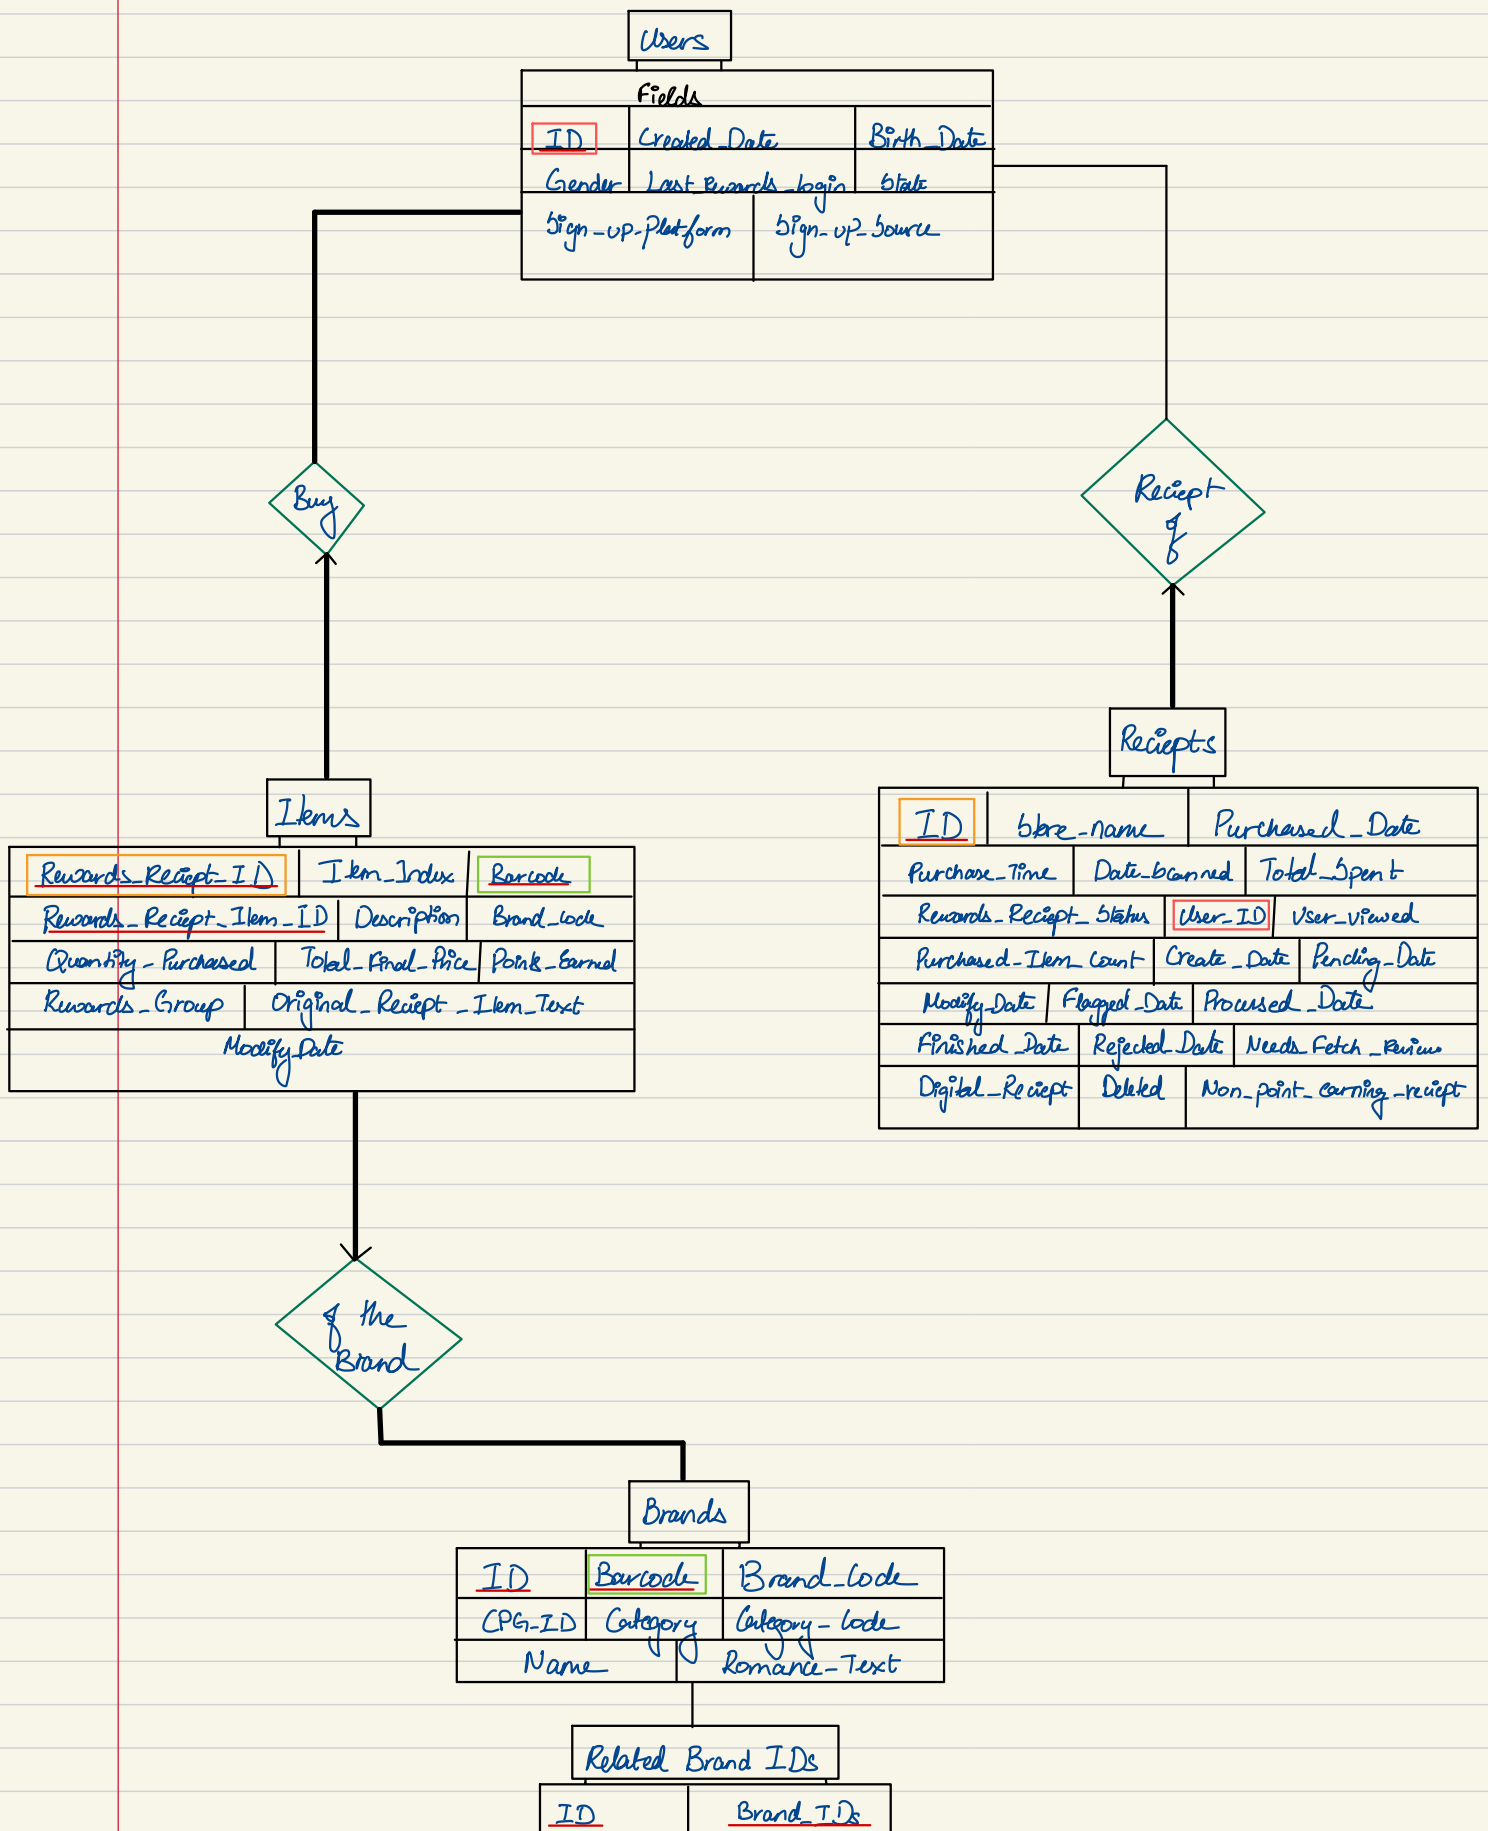 Users
Fields
ID Created_Date Birth_Date
Gender Last_Rewards_Login State
Sign_up_Platform Sign_up_Source
Buy
Reciept
of
Reciepts
ID Store_name Purchased_Date
Purchase_Time Date_Scanned Total_Spent
Rewards_Reciept_Status User_ID User_viewed
Purchased_Item_Count Create_Date Pending_Date
Modify_Date Flagged_Date Processed_Date
Finished_Date Rejected_Date Needs_Fetch_Review
Digital_Reciept Deleted Non_point_earning_reciept
Items
Rewards_Reciept_ID Item_Index Barcode
Rewards_Reciept_Item_ID Description Brand_Code
Quantity_Purchased Total_Final_Price Points_Earned
Rewards_Group Original_Reciept_Item_Text
Modify_Date
of the
Brand
Brands
ID Barcode Brand_Code
CPG_ID Category Category_Code
Name Romance_Text
Related Brand IDs
ID Brand_IDs